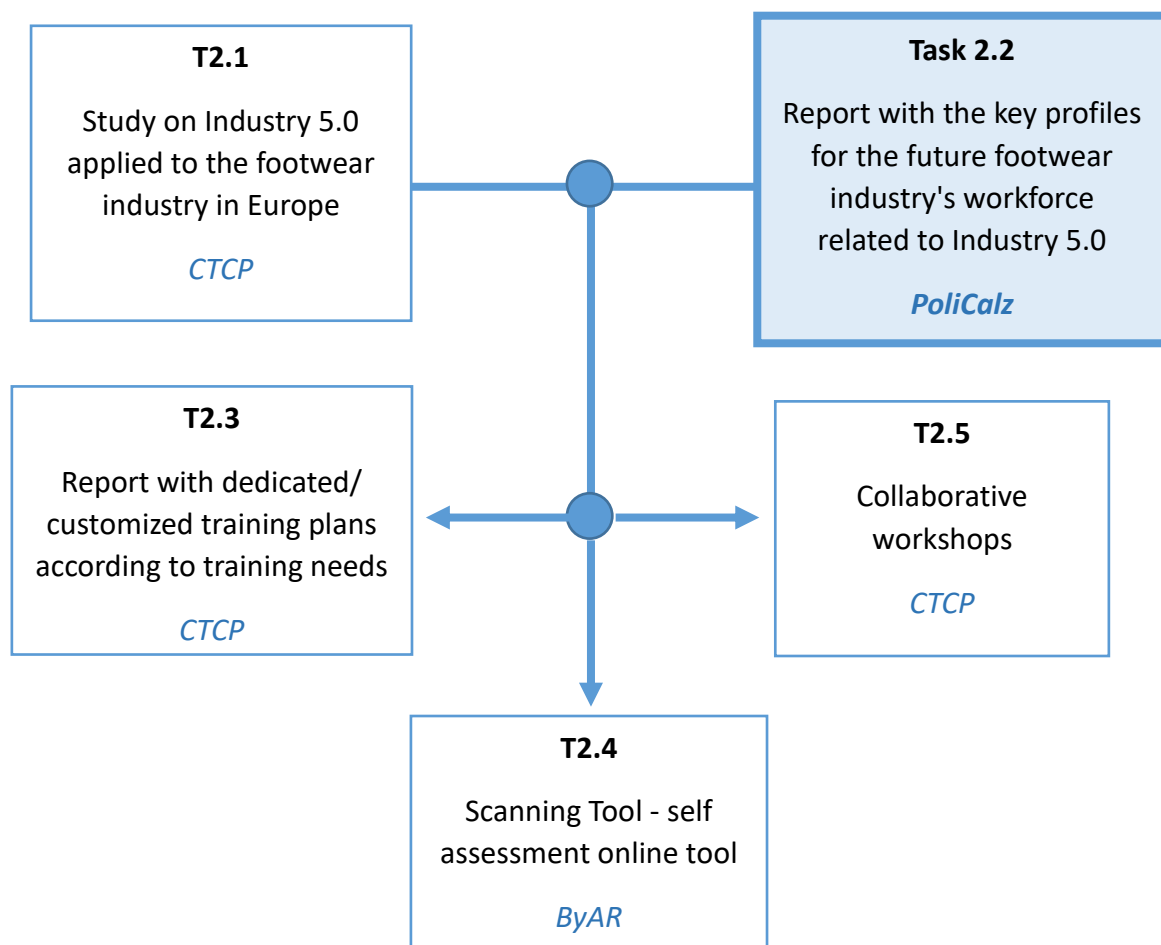 T2.1
Study on Industry 5.0
applied to the footwear
industry in Europe
CTCP
Task 2.2
Report with the key profiles
for the future footwear
industry's workforce
related to Industry 5.0
PoliCalz
T2.3
Report with dedicated/
customized training plans
according to training needs
CTCP
T2.5
Collaborative
workshops
CTCP
T2.4
Scanning Tool - self
assessment online tool
ByAR